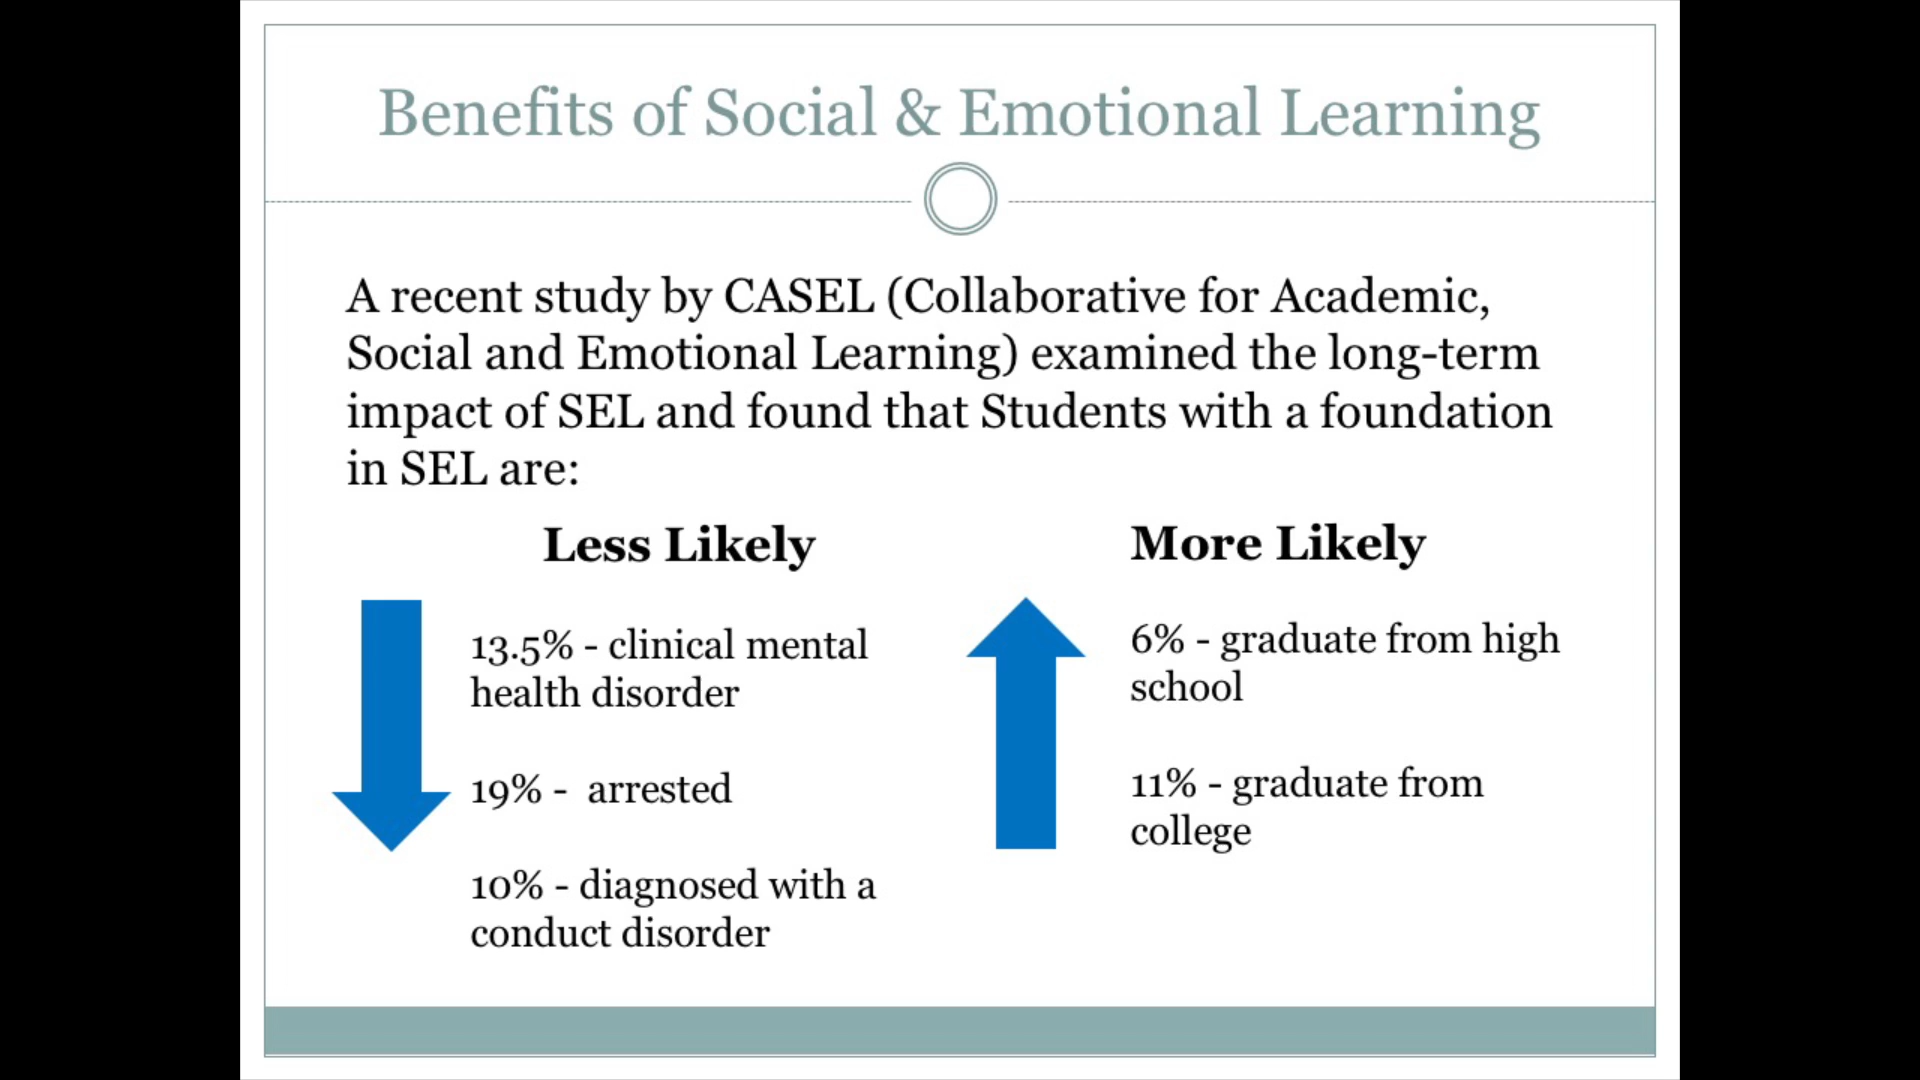 Benefits of Social & Emotional Learning
A recent study by CASEL (Collaborative for Academic,
Social and Emotional Learning) examined the long-term
impact of SEL and found that Students with a foundation
in SEL are:
Less Likely
13.5% - clinical mental
health disorder
19% - arrested
10% - diagnosed with a
conduct disorder
More Likely
6% - graduate from high
school
11% - graduate from
college